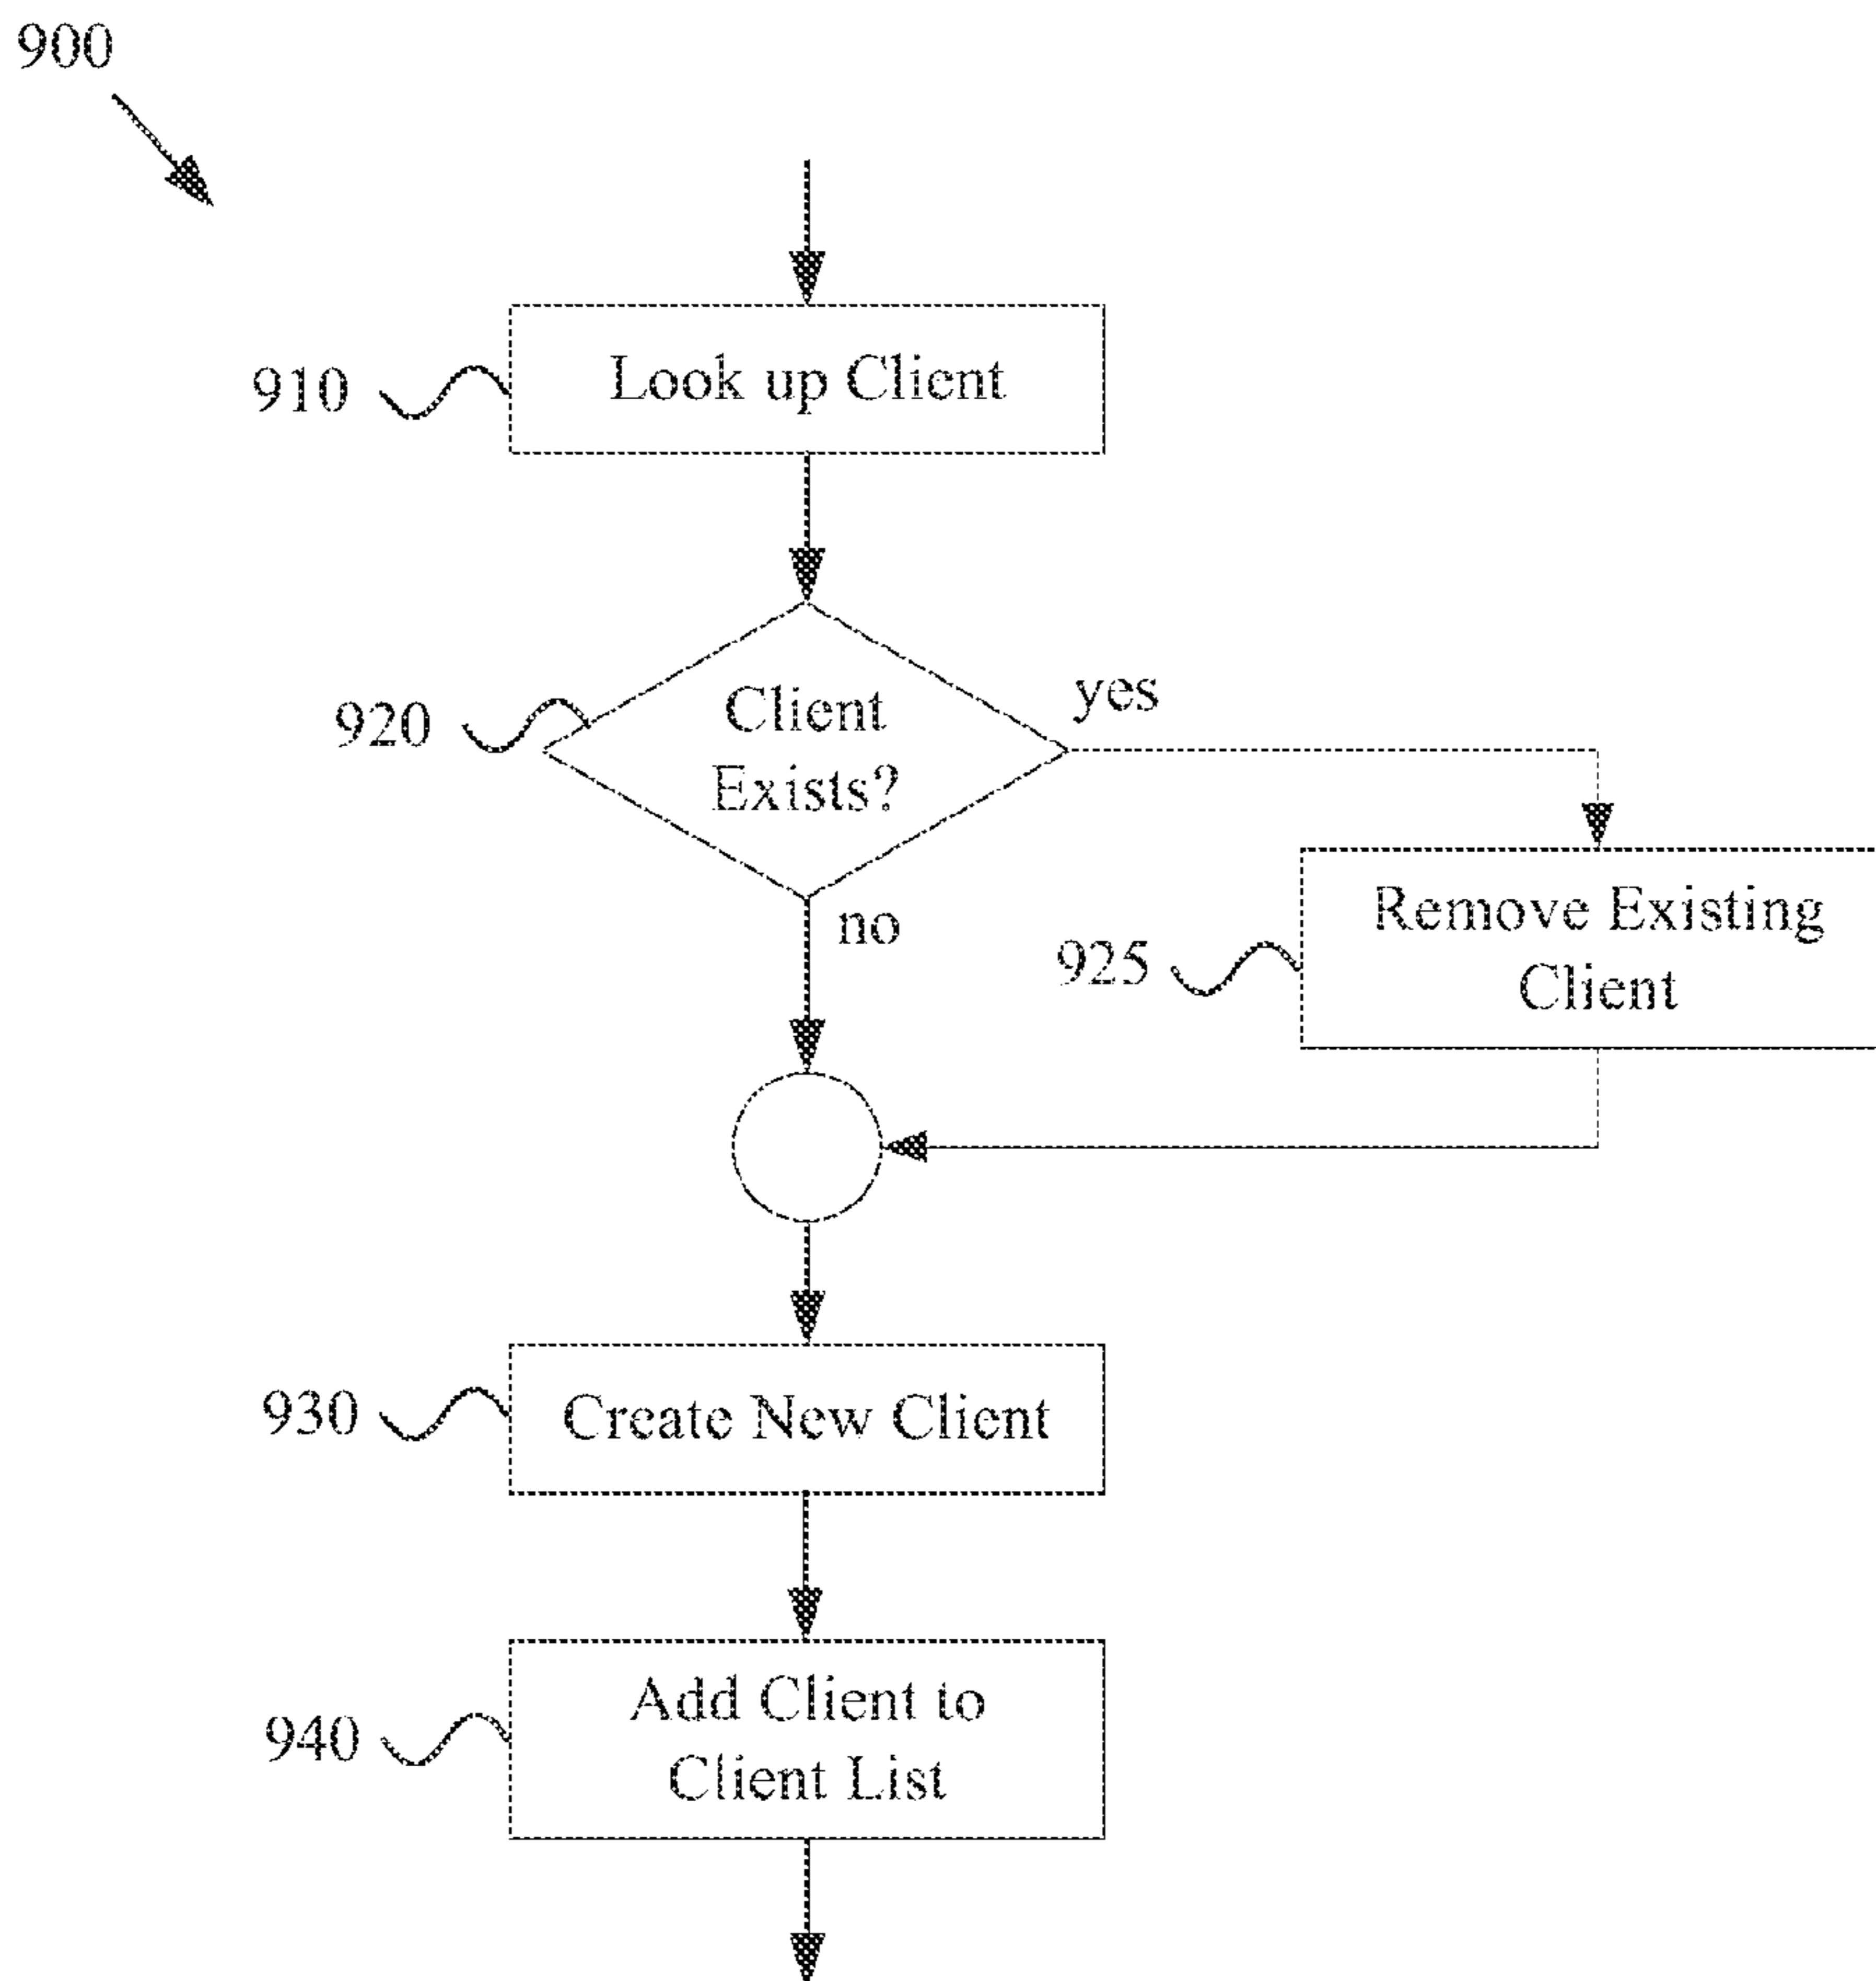 900
910
Look up Client
920
Client
Exists?
yes
no
925
Remove Existing
Client
930
Create New Client
940
Add Client to
Client List